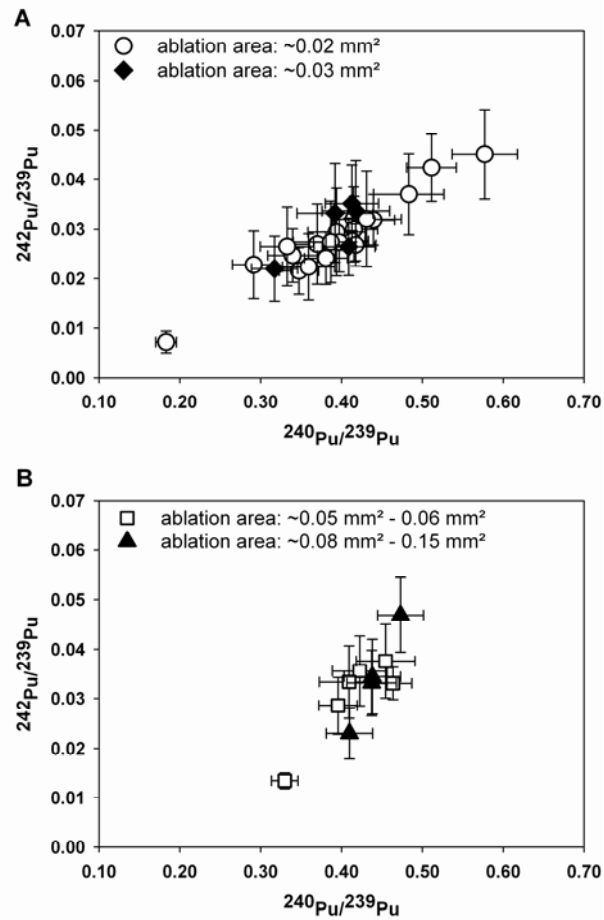 A
0.07
0.06
0.05
0.04
0.03
0.02
0.01
0.00
²⁴²Pu/²³⁹Pu
ablation area: ~0.02 mm²
ablation area: ~0.03 mm²
0.10 0.20 0.30 0.40 0.50 0.60 0.70
²⁴⁰Pu/²³⁹Pu
B
0.07
0.06
0.05
0.04
0.03
0.02
0.01
0.00
²⁴²Pu/²³⁹Pu
ablation area: ~0.05 mm² - 0.06 mm²
ablation area: ~0.08 mm² - 0.15 mm²
0.10 0.20 0.30 0.40 0.50 0.60 0.70
²⁴⁰Pu/²³⁹Pu